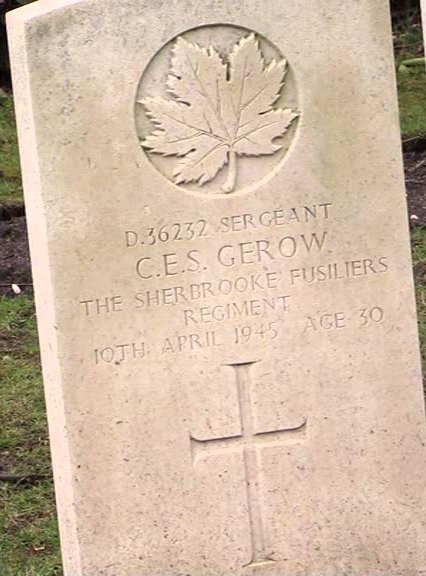 D.36232 SERGEANT
C.E.S. GEROW
THE SHERBROOKE FUSILIERS
REGIMENT
10TH APRIL 1945 AGE 30